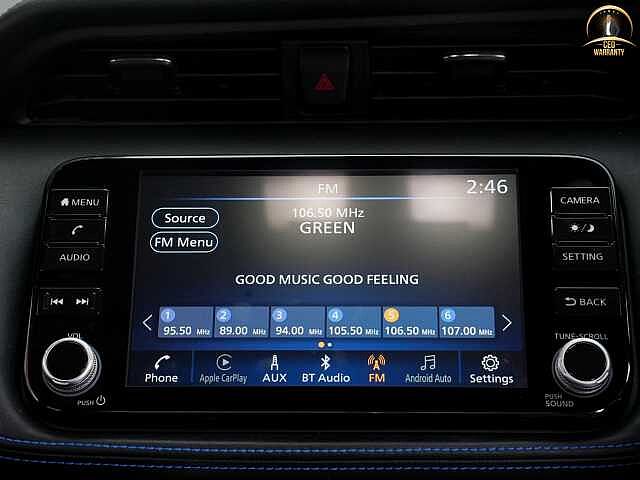 CEO
WARRANTY
FM
2:46
MENU
CAMERA
106.50 MHz
Source
GREEN
FM Menu
AUDIO
SETTING
GOOD MUSIC GOOD FEELING
BACK
1 2 3 4 5 6
95.50 MHz 89.00 MHz 94.00 MHz 105.50 MHz 106.50 MHz 107.00 MHz
VOL
TUNE·SCROLL
Phone Apple CarPlay AUX BT Audio FM Android Auto Settings
PUSH
PUSH
SOUND